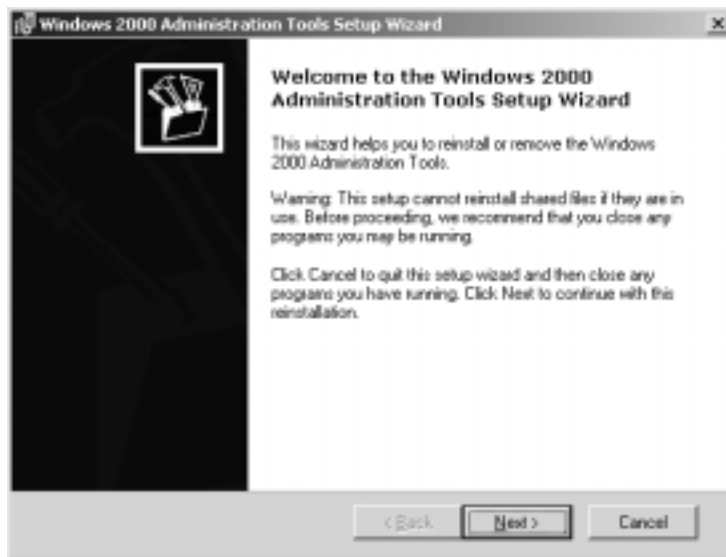 Windows 2000 Administration Tools Setup Wizard
Welcome to the Windows 2000
Administration Tools Setup Wizard
This wizard helps you to reinstall or remove the Windows
2000 Administration Tools.
Warning: This setup cannot reinstall shared files if they are in
use. Before proceeding, we recommend that you close any
programs you may be running.
Click Cancel to quit this setup wizard and then close any
programs you have running. Click Next to continue with this
reinstallation.
< Back
Next >
Cancel